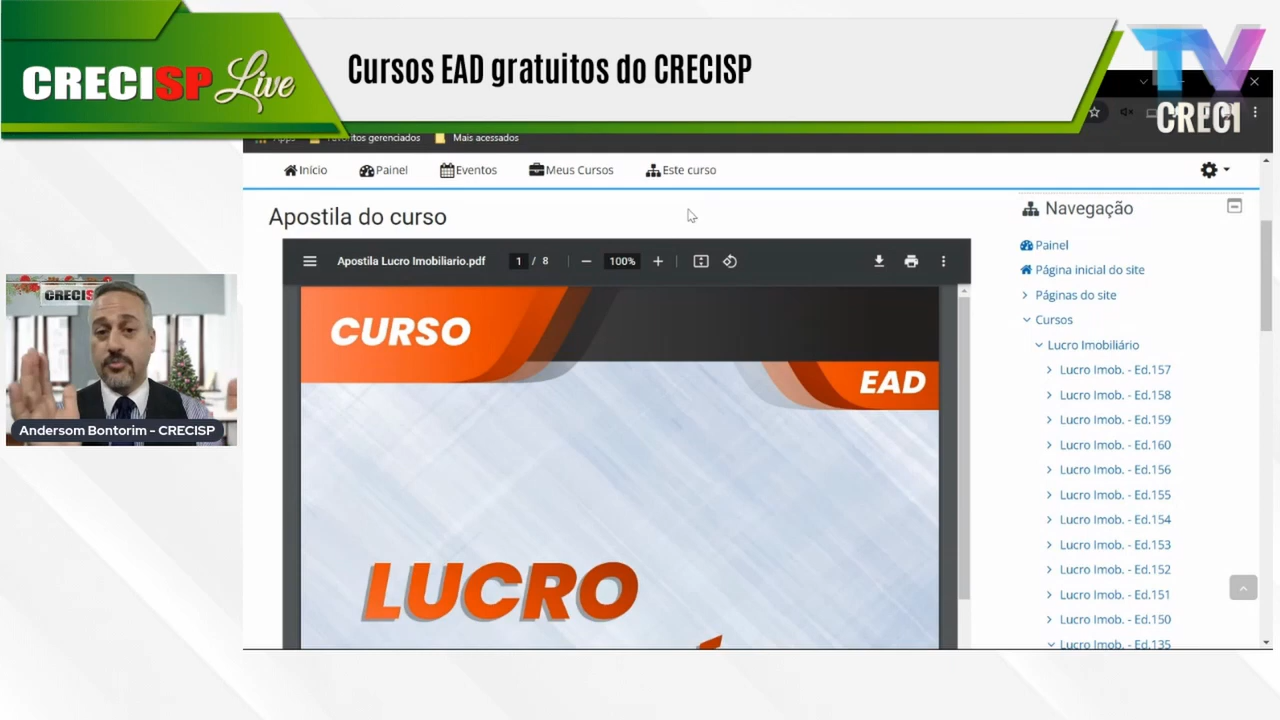 CRECISP Live
Cursos EAD gratuitos do CRECISP
TV
CRECI
Apps
Favoritos gerenciados
Mais acessados
Início
Painel
Eventos
Meus Cursos
Este curso
Apostila do curso
Apostila Lucro Imobiliario.pdf
1 / 8
100%
CURSO
EAD
LUCRO
Navegação
Painel
Página inicial do site
Páginas do site
Cursos
Lucro Imobiliário
Lucro Imob. - Ed.157
Lucro Imob. - Ed.158
Lucro Imob. - Ed.159
Lucro Imob. - Ed.160
Lucro Imob. - Ed.156
Lucro Imob. - Ed.155
Lucro Imob. - Ed.154
Lucro Imob. - Ed.153
Lucro Imob. - Ed.152
Lucro Imob. - Ed.151
Lucro Imob. - Ed.150
Lucro Imob. - Ed.135
CRECIS
Andersom Bontorim - CRECISP